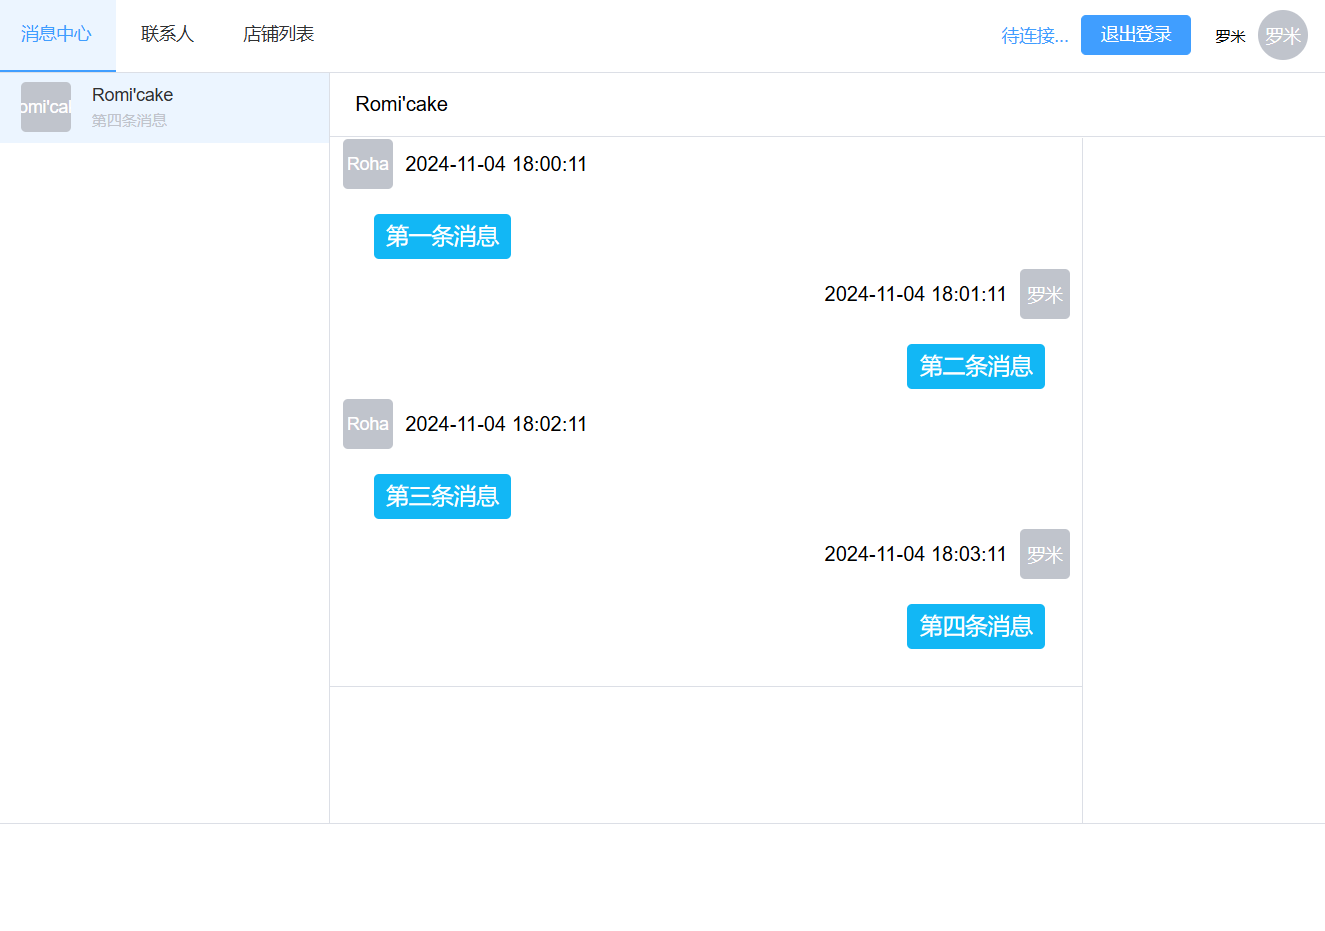 消息中心 联系人 店铺列表 待连接... 退出登录 罗米 罗米
omi'cal Romi'cake
第四条消息
Romi'cake
Roha 2024-11-04 18:00:11
第一条消息
2024-11-04 18:01:11 罗米
第二条消息
Roha 2024-11-04 18:02:11
第三条消息
2024-11-04 18:03:11 罗米
第四条消息